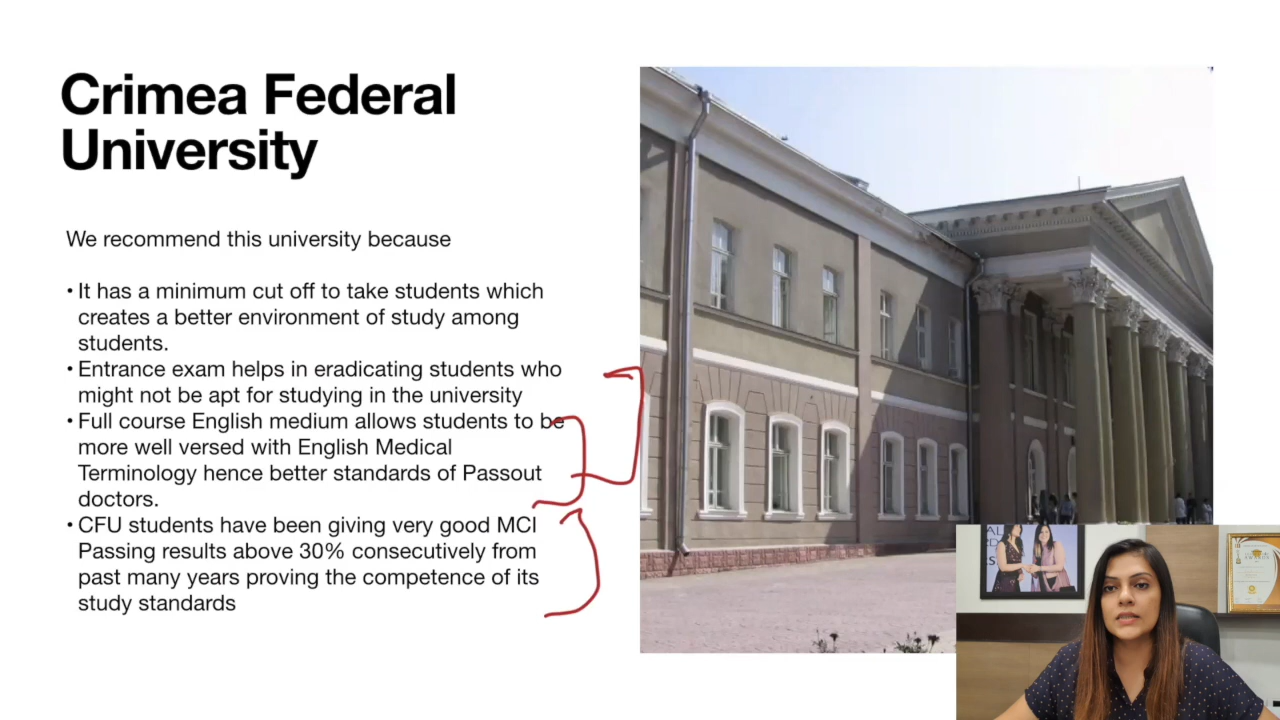 Crimea Federal
University
We recommend this university because
• It has a minimum cut off to take students which
creates a better environment of study among
students.
• Entrance exam helps in eradicating students who
might not be apt for studying in the university
• Full course English medium allows students to be
more well versed with English Medical
Terminology hence better standards of Passout
doctors.
• CFU students have been giving very good MCI
Passing results above 30% consecutively from
past many years proving the competence of its
study standards